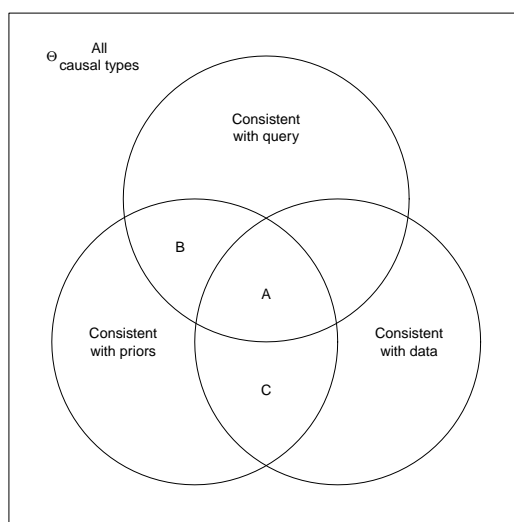 Θ All
causal types
Consistent
with query
B
A
Consistent
with priors
Consistent
with data
C